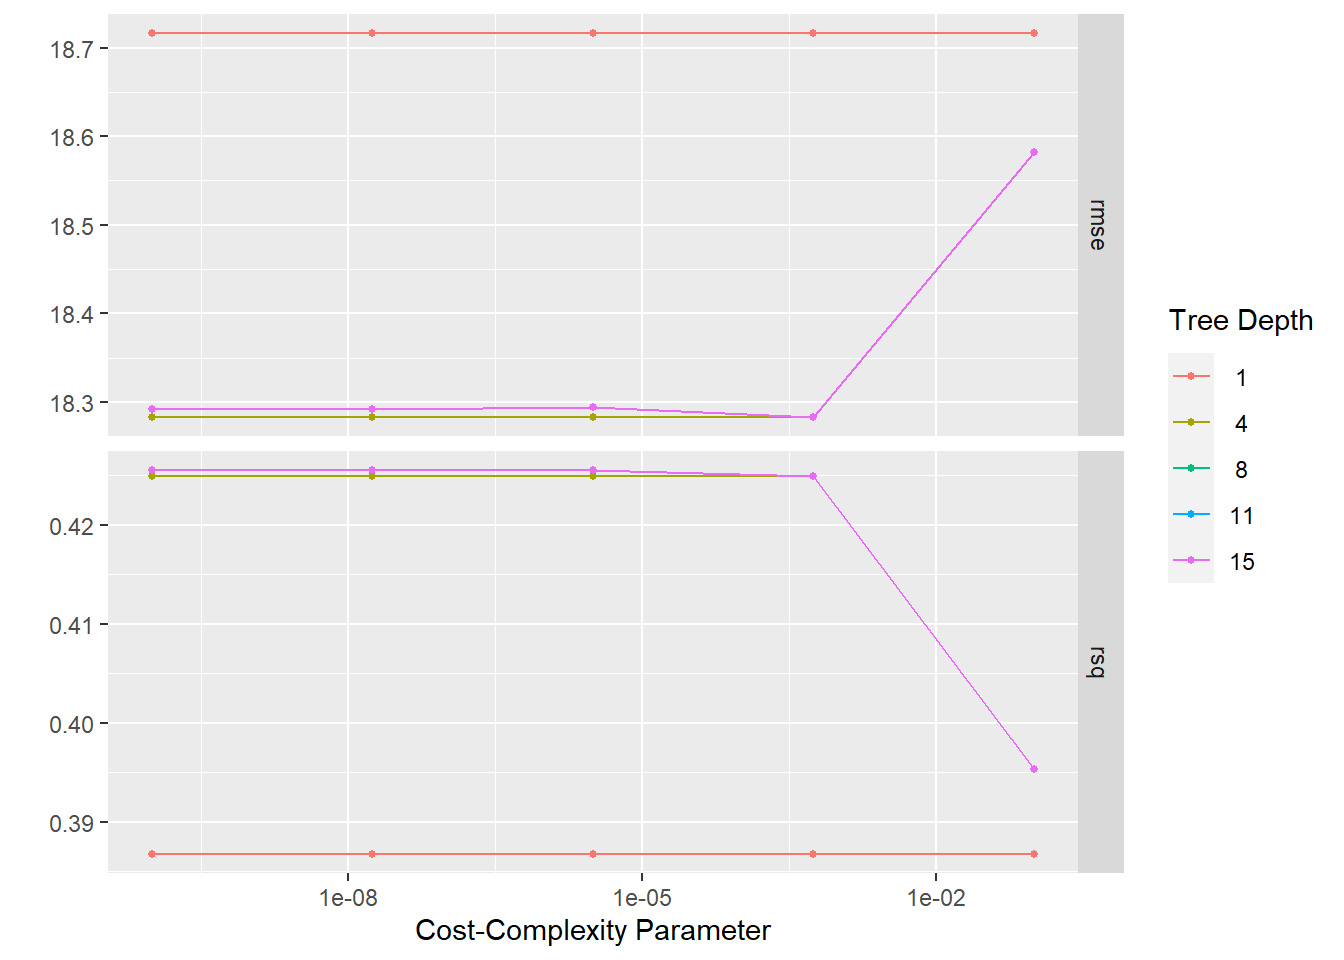 18.7
18.6
18.5
18.4
18.3
rmse
0.42
0.41
0.40
0.39
rsq
1e-08
1e-05
1e-02
Cost-Complexity Parameter
Tree Depth
1
4
8
11
15